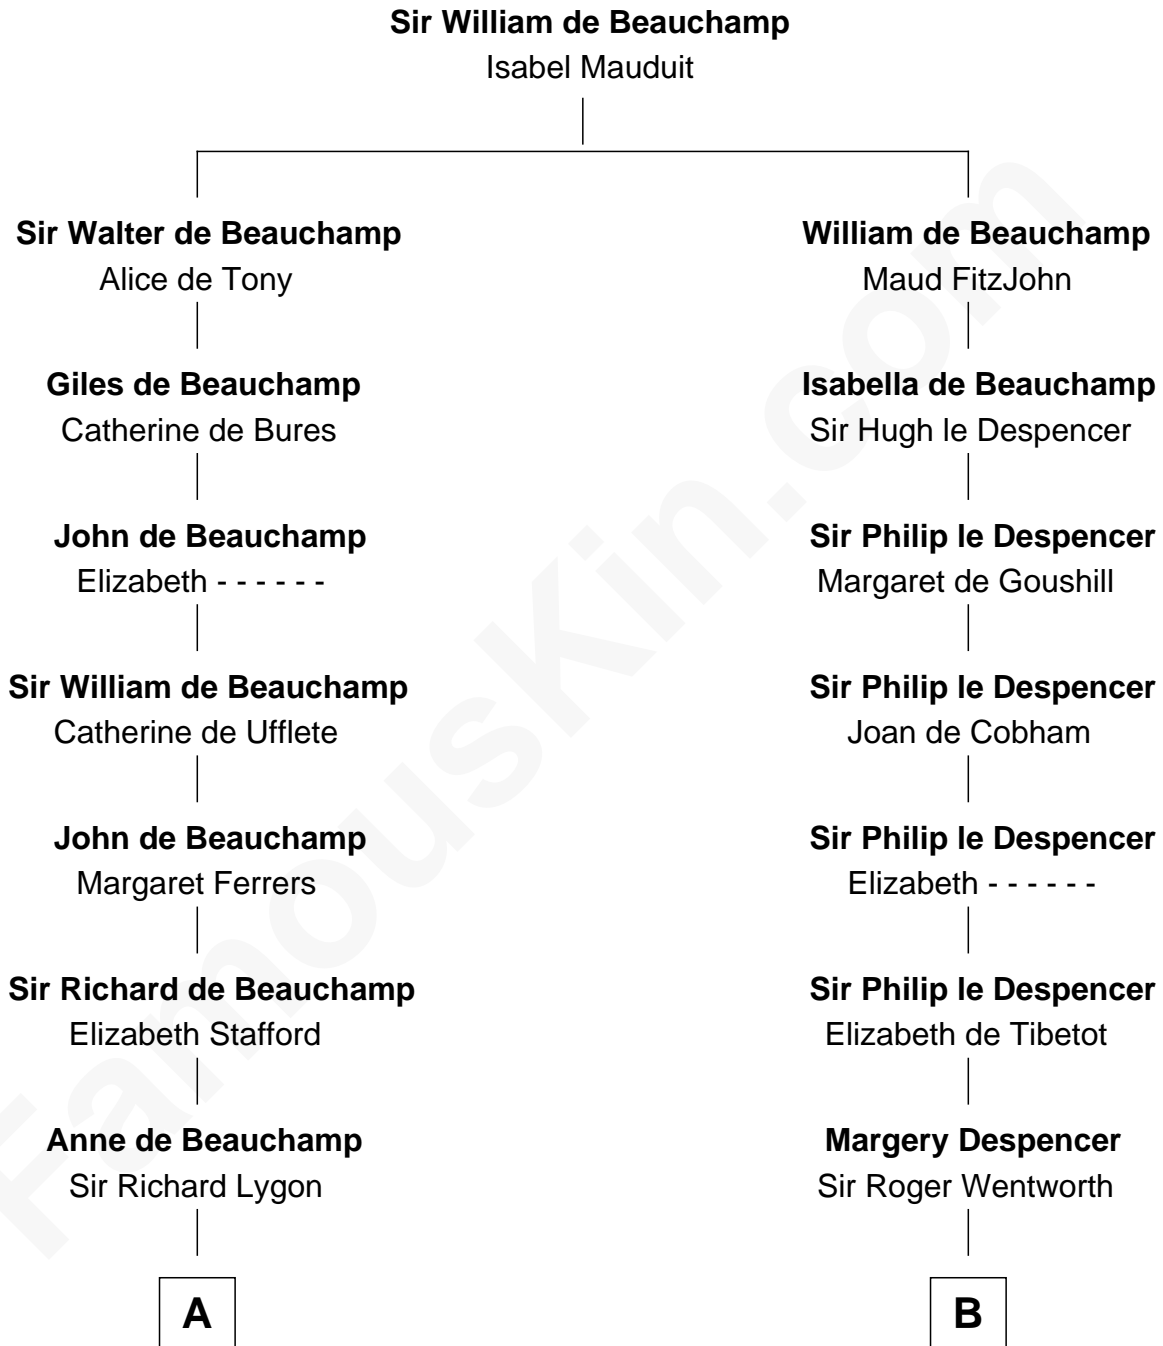 Sir William de Beauchamp
Isabel Mauduit
Sir Walter de Beauchamp
Alice de Tony
William de Beauchamp
Maud FitzJohn
Giles de Beauchamp
Catherine de Bures
Isabella de Beauchamp
Sir Hugh le Despencer
John de Beauchamp
Elizabeth - - - - - -
Sir Philip le Despencer
Margaret de Goushill
Sir William de Beauchamp
Catherine de Ufflete
Sir Philip le Despencer
Joan de Cobham
John de Beauchamp
Margaret Ferrers
Sir Philip le Despencer
Elizabeth - - - - - -
Sir Richard de Beauchamp
Elizabeth Stafford
Sir Philip le Despencer
Elizabeth de Tibetot
Anne de Beauchamp
Sir Richard Lygon
Margery Despencer
Sir Roger Wentworth
A
B
FamousKin.com